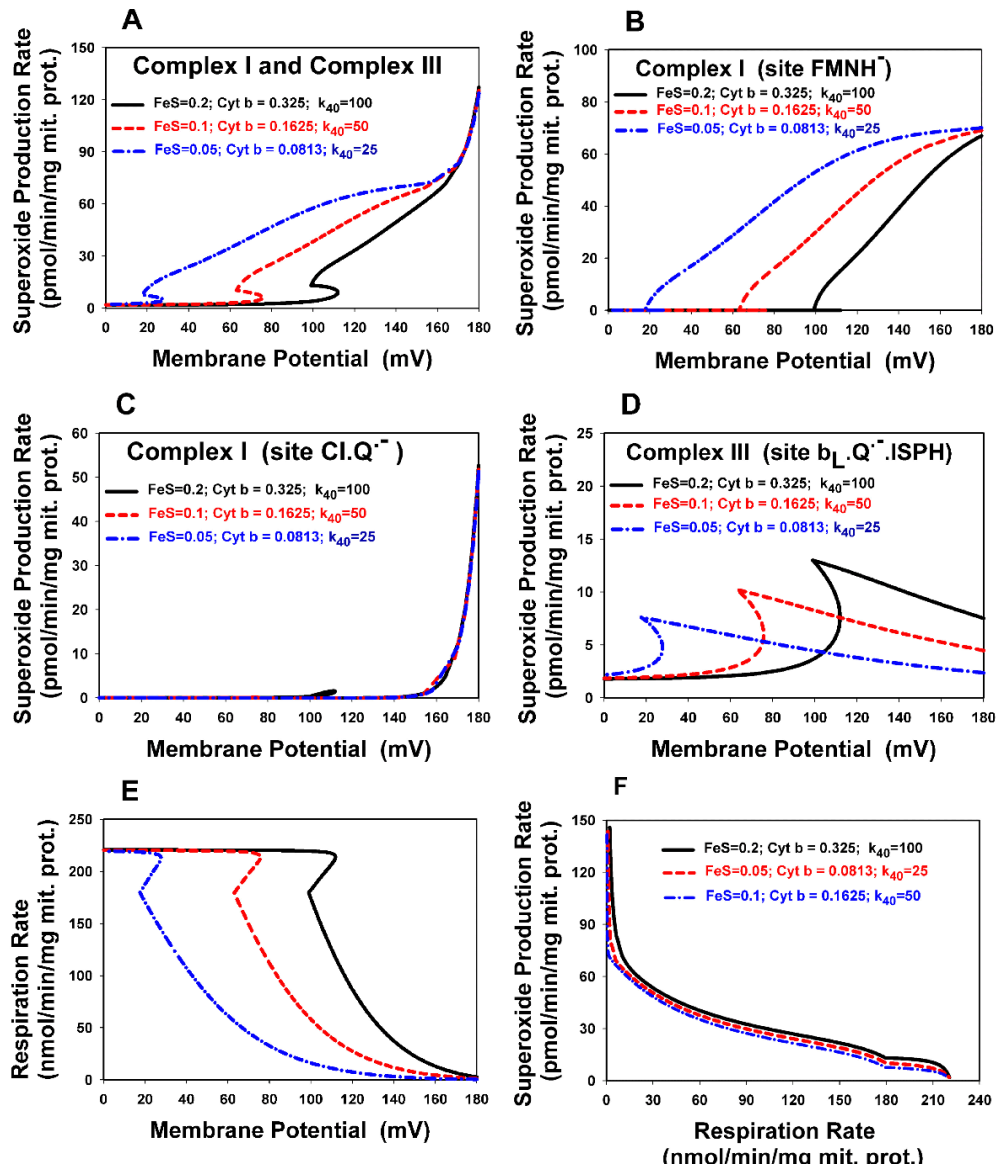 A
Superoxide Production Rate
(pmol/min/mg mit. prot.)
150
120
90
60
30
0
Complex I and Complex III
FeS=0.2; Cyt b = 0.325; k40=100
FeS=0.1; Cyt b = 0.1625; k40=50
FeS=0.05; Cyt b = 0.0813; k40=25
0 20 40 60 80 100 120 140 160 180
Membrane Potential (mV)
B
Superoxide Production Rate
(pmol/min/mg mit. prot.)
100
80
60
40
20
0
Complex I (site FMNH-)
FeS=0.2; Cyt b = 0.325; k40=100
FeS=0.1; Cyt b = 0.1625; k40=50
FeS=0.05; Cyt b = 0.0813; k40=25
0 20 40 60 80 100 120 140 160 180
Membrane Potential (mV)
C
Superoxide Production Rate
(pmol/min/mg mit. prot.)
60
50
40
30
20
10
0
Complex I (site CI.Q·-)
FeS=0.2; Cyt b = 0.325; k40=100
FeS=0.1; Cyt b = 0.1625; k40=50
FeS=0.05; Cyt b = 0.0813; k40=25
0 20 40 60 80 100 120 140 160 180
Membrane Potential (mV)
D
Superoxide Production Rate
(pmol/min/mg mit. prot.)
25
20
15
10
5
0
Complex III (site bL.Q·-.ISPH)
FeS=0.2; Cyt b = 0.325; k40=100
FeS=0.1; Cyt b = 0.1625; k40=50
FeS=0.05; Cyt b = 0.0813; k40=25
0 20 40 60 80 100 120 140 160 180
Membrane Potential (mV)
E
Respiration Rate
(nmol/min/mg mit. prot.)
250
200
150
100
50
0
0 20 40 60 80 100 120 140 160 180
Membrane Potential (mV)
F
Superoxide Production Rate
(pmol/min/mg mit. prot.)
150
120
90
60
30
0
FeS=0.2; Cyt b = 0.325; k40=100
FeS=0.05; Cyt b = 0.0813; k40=25
FeS=0.1; Cyt b = 0.1625; k40=50
0 30 60 90 120 150 180 210 240
Respiration Rate
(nmol/min/mg mit. prot.)